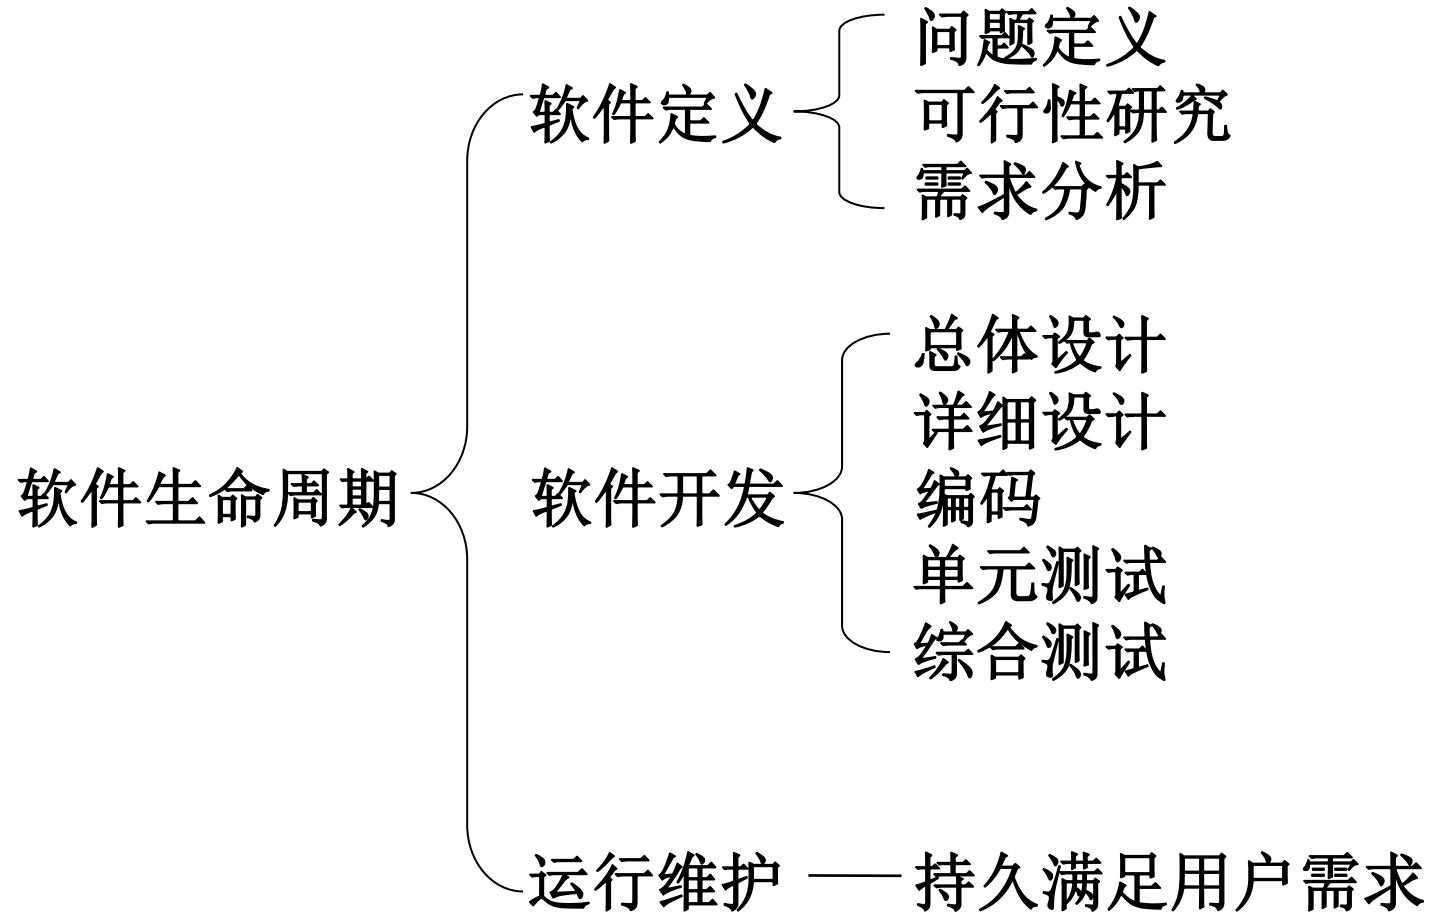 软件生命周期
软件定义
问题定义
可行性研究
需求分析
软件开发
总体设计
详细设计
编码
单元测试
综合测试
运行维护
持久满足用户需求